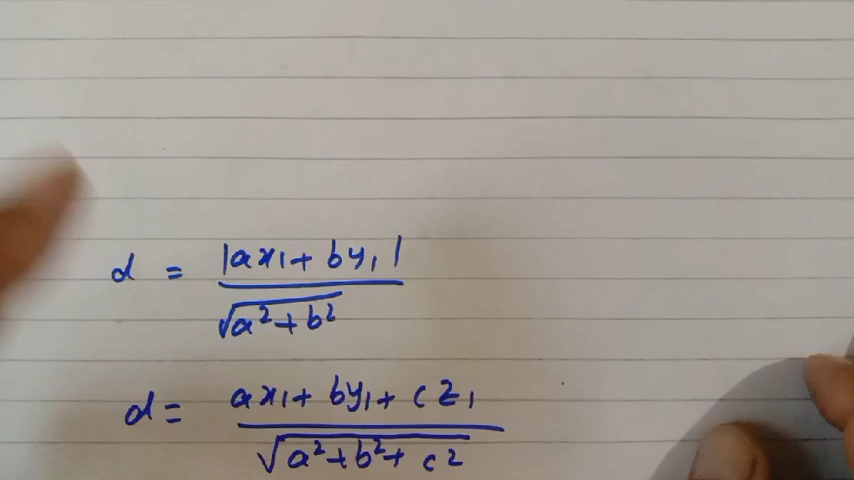 d = |ax₁ + by₁| / √a² + b²
d = ax₁ + by₁ + cz₁ / √a² + b² + c²